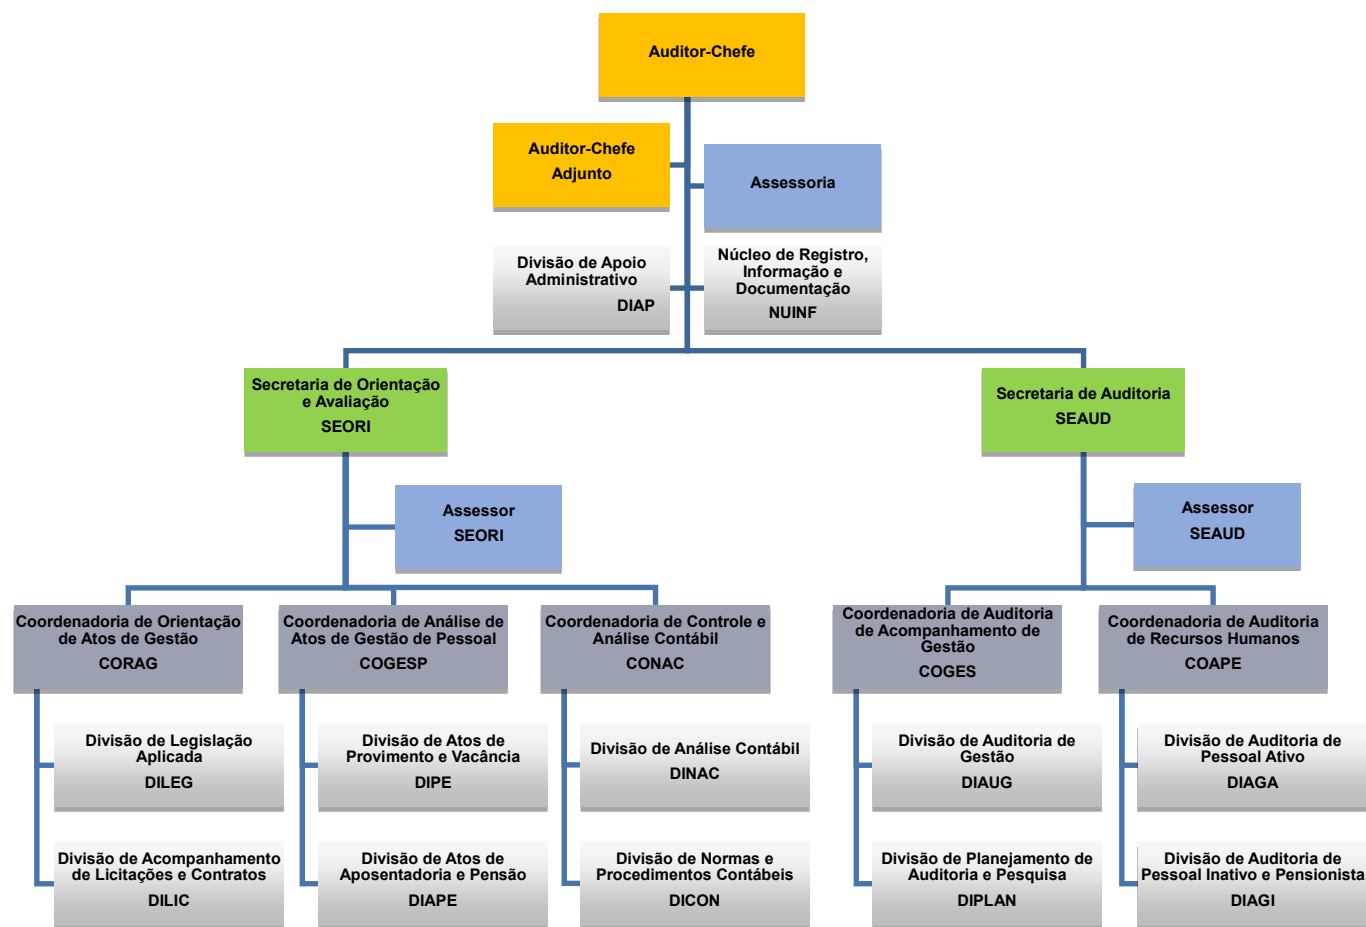 Auditor-Chefe
Auditor-Chefe
Adjunto
Assessoria
Divisão de Apoio
Administrativo
DIAP
Núcleo de Registro,
Informação e
Documentação
NUINF
Secretaria de Orientação
e Avaliação
SEORI
Secretaria de Auditoria
SEAUD
Assessor
SEORI
Assessor
SEAUD
Coordenadoria de Orientação
de Atos de Gestão
CORAG
Coordenadoria de Análise de
Atos de Gestão de Pessoal
COGESP
Coordenadoria de Controle e
Análise Contábil
CONAC
Coordenadoria de Auditoria
de Acompanhamento de
Gestão
COGES
Coordenadoria de Auditoria
de Recursos Humanos
COAPE
Divisão de Legislação
Aplicada
DILEG
Divisão de Atos de
Provimento e Vacância
DIPE
Divisão de Análise Contábil
DINAC
Divisão de Auditoria de
Gestão
DIAUG
Divisão de Auditoria de
Pessoal Ativo
DIAGA
Divisão de Acompanhamento
de Licitações e Contratos
DILIC
Divisão de Atos de
Aposentadoria e Pensão
DIAPE
Divisão de Normas e
Procedimentos Contábeis
DICON
Divisão de Planejamento de
Auditoria e Pesquisa
DIPLAN
Divisão de Auditoria de
Pessoal Inativo e Pensionista
DIAGI